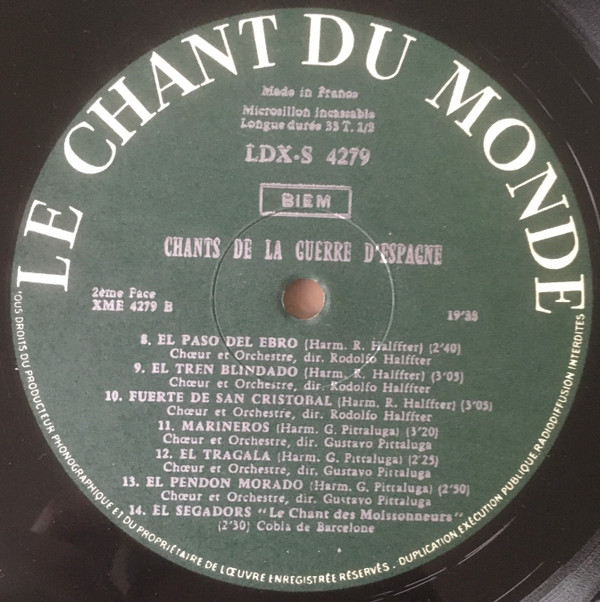 LE CHANT DU MONDE
Made in France
Microsillon incassable
Longue durée 33 T. 1/3
LDX-S 4279
BIEM
CHANTS DE LA GUERRE D'ESPAGNE
2ème Face
XME 4279 B
19'33
8. EL PASO DEL EBRO (Harm. R. Halffter) (2'40)
Chœur et Orchestre, dir. Rodolfo Halffter
9. EL TREN BLINDADO (Harm. R. Halffter) (3'05)
Chœur et Orchestre, dir. Rodolfo Halffter
10. FUERTE DE SAN CRISTOBAL (Harm. R. Halffter) (3'05)
Chœur et Orchestre, dir. Rodolfo Halffter
11. MARINEROS (Harm. G. Pittaluga) (3'20)
Chœur et Orchestre, dir. Gustavo Pittaluga
12. EL TRAGALA (Harm. G. Pittaluga) (2'25)
Chœur et Orchestre, dir. Gustavo Pittaluga
13. EL PENDON MORADO (Harm. G. Pittaluga) (2'50)
Chœur et Orchestre, dir. Gustavo Pittaluga
14. EL SEGADORS "Le Chant des Moissonneurs"
(2'30) Cobla de Barcelone
TOUS DROITS DU PRODUCTEUR PHONOGRAPHIQUE ET DU PROPRIÉTAIRE DE L'ŒUVRE ENREGISTRÉE RÉSERVÉS. DUPLICATION EXÉCUTION PUBLIQUE RADIODIFFUSION INTERDITES